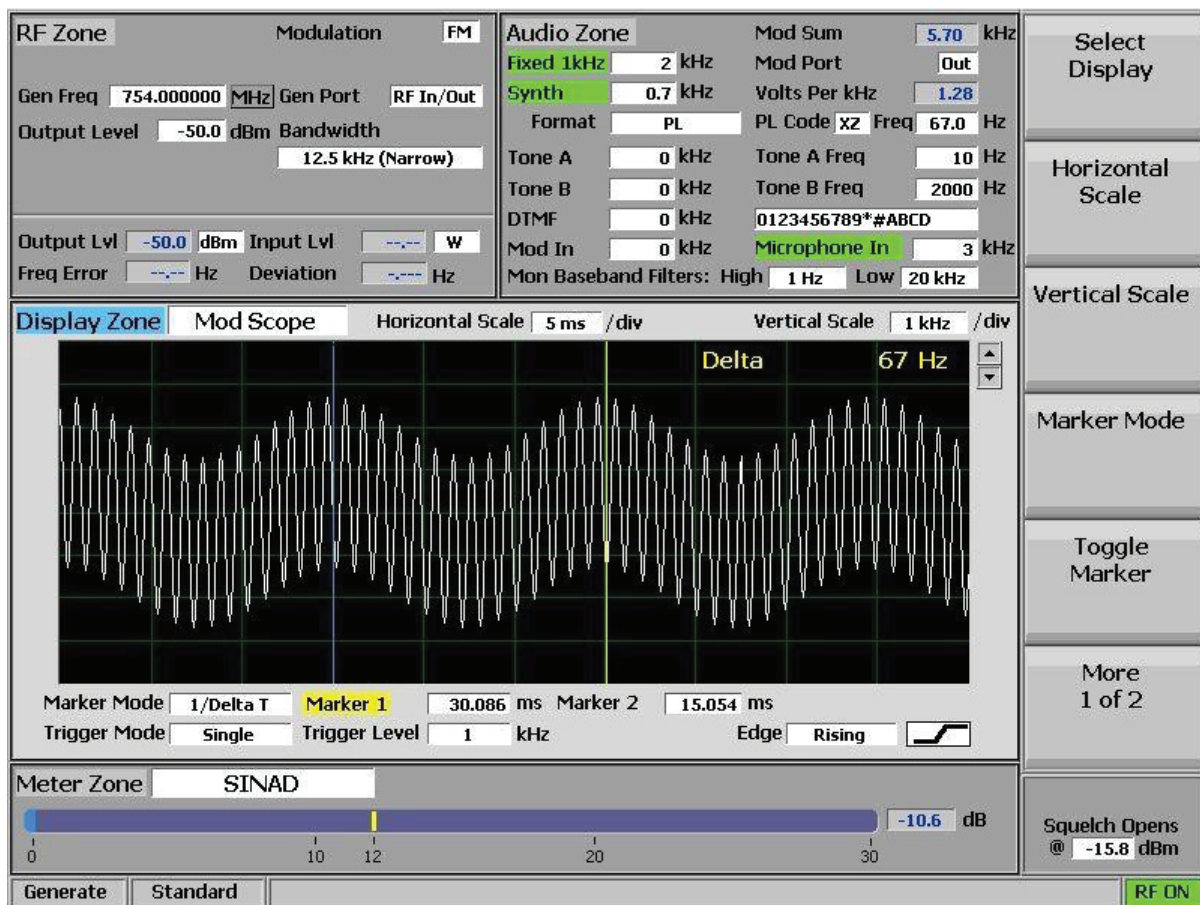 RF Zone Modulation FM
Gen Freq 754.000000 MHz Gen Port RF In/Out
Output Level -50.0 dBm Bandwidth
12.5 kHz (Narrow)
Output Lvl -50.0 dBm Input Lvl --.-- W
Freq Error --.-- Hz Deviation -.--- Hz
Audio Zone Mod Sum 5.70 kHz
Fixed 1kHz 2 kHz Mod Port Out
Synth 0.7 kHz Volts Per kHz 1.28
Format PL PL Code XZ Freq 67.0 Hz
Tone A 0 kHz Tone A Freq 10 Hz
Tone B 0 kHz Tone B Freq 2000 Hz
DTMF 0 kHz 0123456789*#ABCD
Mod In 0 kHz Microphone In 3 kHz
Mon Baseband Filters: High 1 Hz Low 20 kHz
Display Zone Mod Scope Horizontal Scale 5 ms /div Vertical Scale 1 kHz /div
Delta 67 Hz
Marker Mode 1/Delta T Marker 1 30.086 ms Marker 2 15.054 ms
Trigger Mode Single Trigger Level 1 kHz Edge Rising
Meter Zone SINAD
-10.6 dB
0 10 12 20 30
Generate Standard
Select
Display
Horizontal
Scale
Vertical Scale
Marker Mode
Toggle
Marker
More
1 of 2
Squelch Opens
@ -15.8 dBm
RF ON